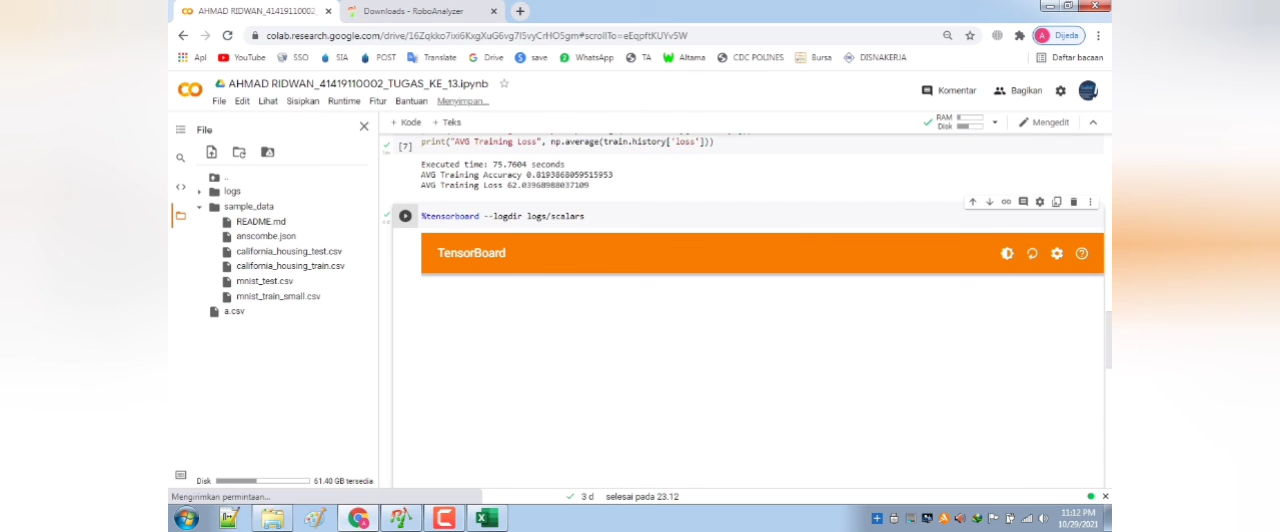 AHMAD RIDWAN_41419110002_
Downloads - RoboAnalyzer
colab.research.google.com/drive/16Zqkko7ixi6KxgXuG6vg7ISvyCrHOSgm#scrollTo=eEqpftKUYvSW
Dijeda
Apl YouTube SSO SIA POST Translate Drive save WhatsApp TA Altama CDC POLINES Bursa DISNAKERJA Daftar bacaan
AHMAD RIDWAN_41419110002_TUGAS_KE_13.ipynb
Komentar Bagikan
File Edit Lihat Sisipkan Runtime Fitur Bantuan Menyimpan...
File
+ Kode + Teks
RAM
Disk
Mengedit
[7] print("AVG Training Loss", np.average(train.history['loss']))
Executed time: 75.7604 seconds
AVG Training Accuracy 0.8193868059515953
AVG Training Loss 62.03968988037109
..
logs
sample_data
README.md
anscombe.json
california_housing_test.csv
california_housing_train.csv
mnist_test.csv
mnist_train_small.csv
a.csv
%tensorboard --logdir logs/scalars
TensorBoard
Disk 61.40 GB tersedia
Mengirimkan permintaan...
3 d selesai pada 23.12
11:12 PM
10/29/2021